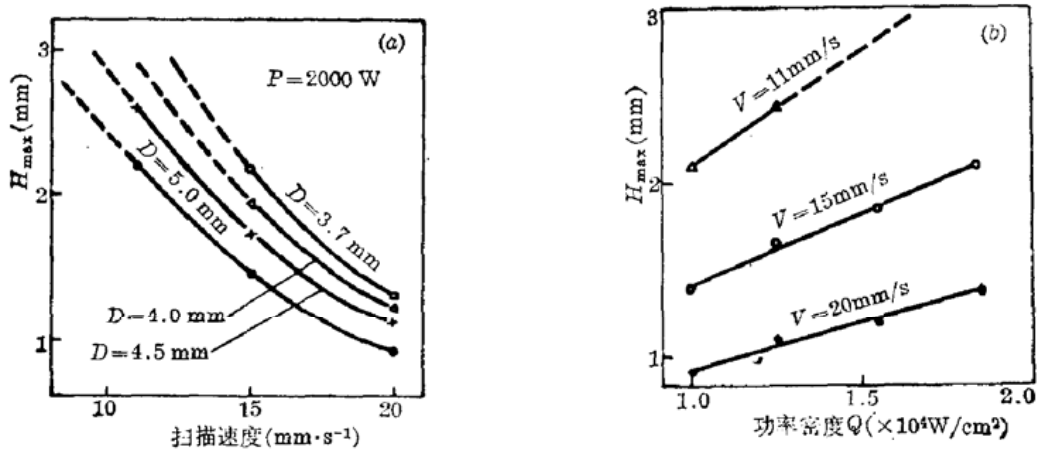 (a)
3
P=2000 W
H_max(mm)
2
1
D=5.0 mm
D=3.7 mm
D=4.0 mm
D=4.5 mm
10 15 20
扫描速度(mm·s⁻¹)
(b)
3
V=11mm/s
H_max(mm)
2
V=15mm/s
V=20mm/s
1
1.0 1.5 2.0
功率密度Q(×10⁴W/cm²)